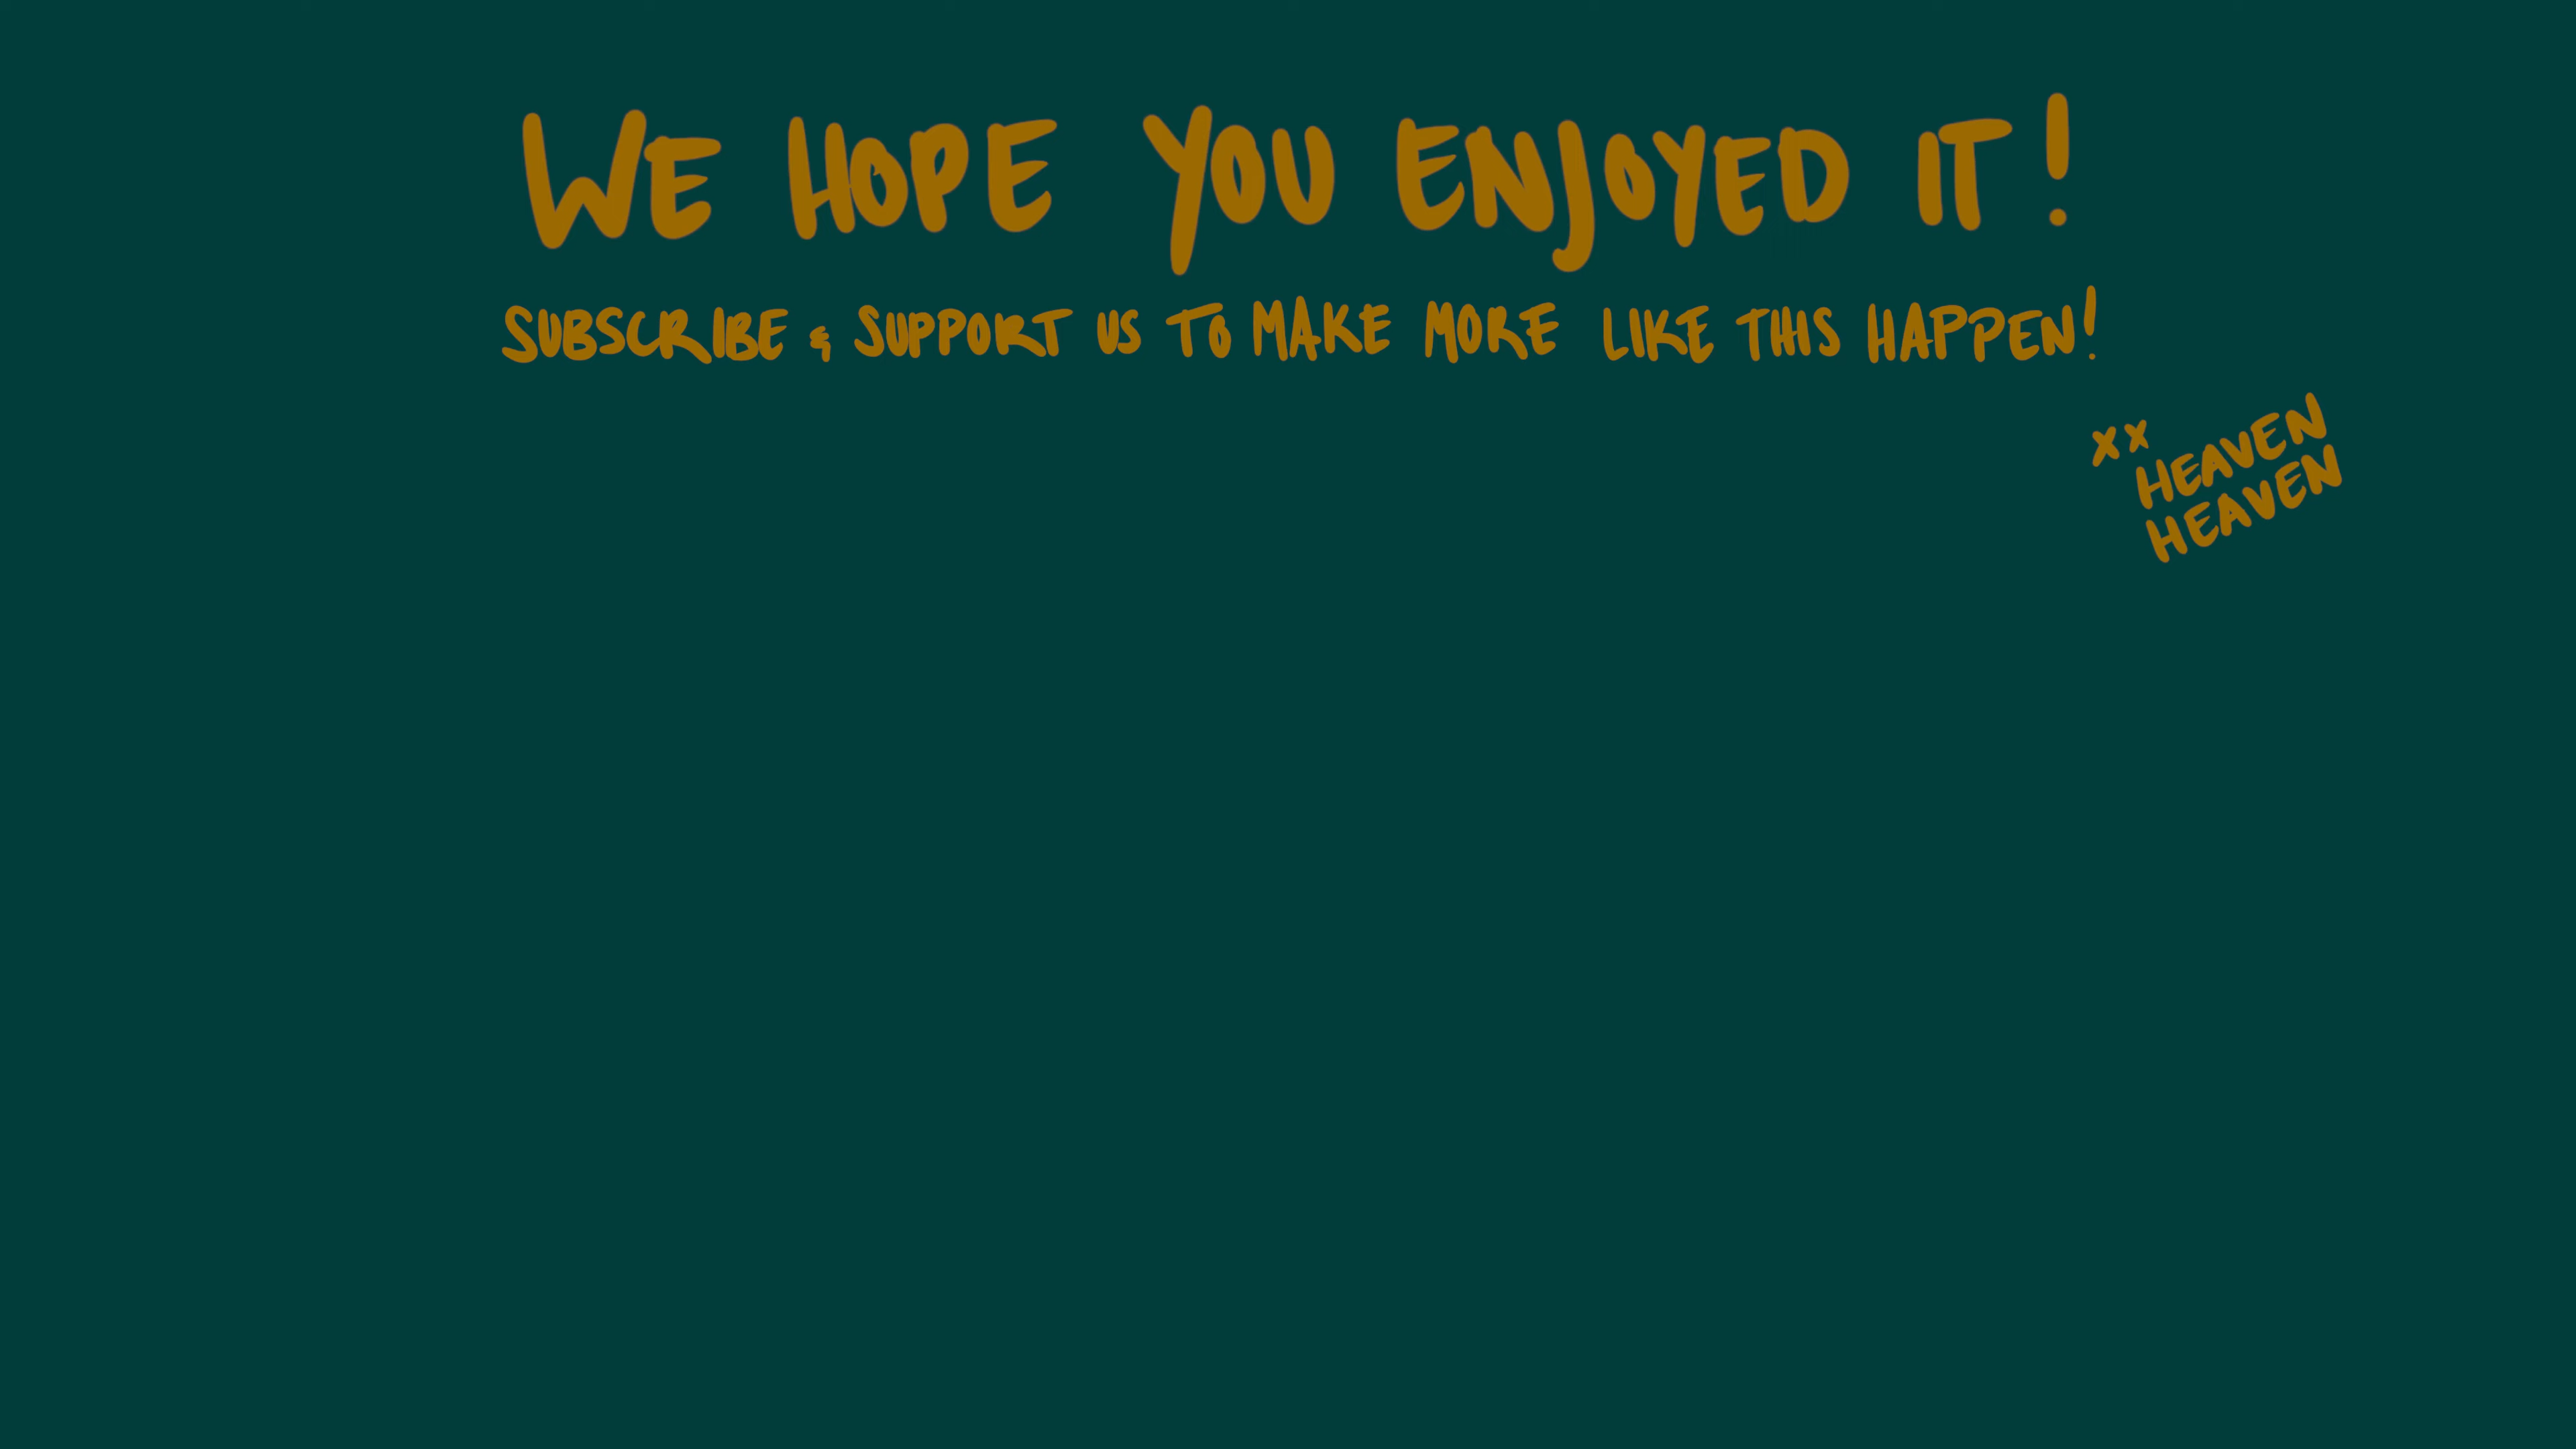 WE HOPE YOU ENJOYED IT!
SUBSCRIBE & SUPPORT US TO MAKE MORE LIKE THIS HAPPEN!
XX
HEAVEN
HEAVEN